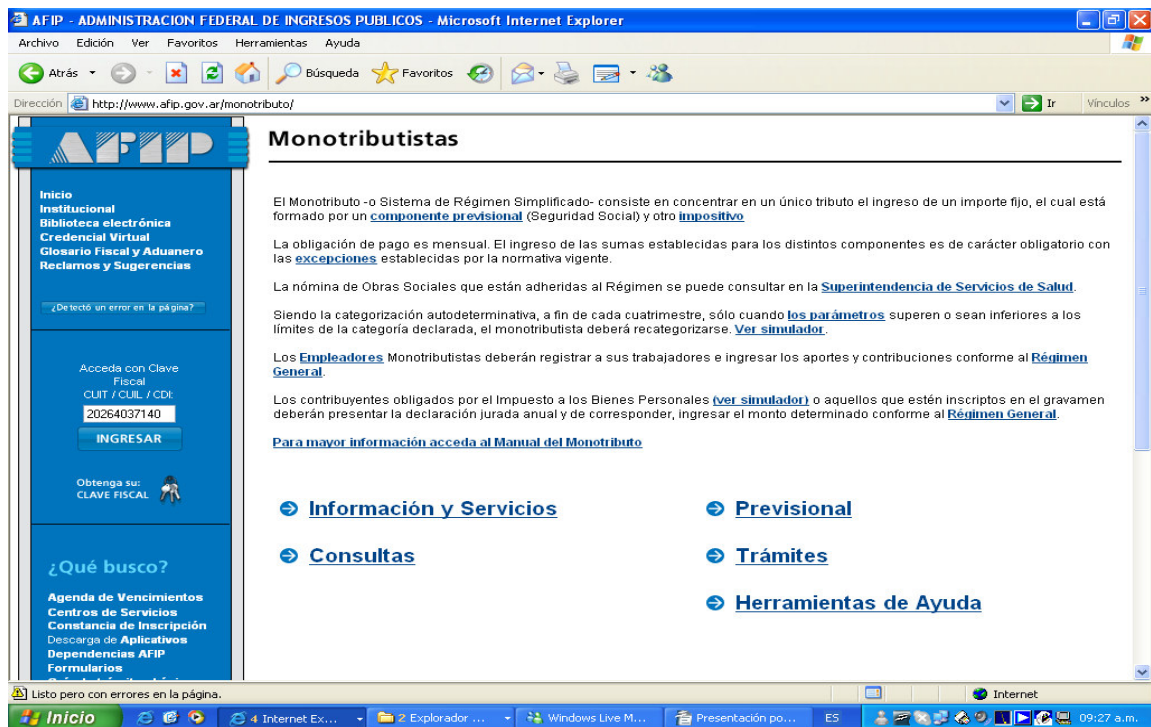 AFIP - ADMINISTRACION FEDERAL DE INGRESOS PUBLICOS - Microsoft Internet Explorer
Archivo Edición Ver Favoritos Herramientas Ayuda
Atrás Búsqueda Favoritos
Dirección http://www.afip.gov.ar/monotributo/ Ir Vínculos »
AFIP
Inicio
Institucional
Biblioteca electrónica
Credencial Virtual
Glosario Fiscal y Aduanero
Reclamos y Sugerencias
¿Detectó un error en la página?
Acceda con Clave
Fiscal
CUIT / CUIL / CDI:
20264037140
INGRESAR
Obtenga su:
CLAVE FISCAL
¿Qué busco?
Agenda de Vencimientos
Centros de Servicios
Constancia de Inscripción
Descarga de Aplicativos
Dependencias AFIP
Formularios
Monotributistas
El Monotributo -o Sistema de Régimen Simplificado- consiste en concentrar en un único tributo el ingreso de un importe fijo, el cual está
formado por un componente previsional (Seguridad Social) y otro impositivo
La obligación de pago es mensual. El ingreso de las sumas establecidas para los distintos componentes es de carácter obligatorio con
las excepciones establecidas por la normativa vigente.
La nómina de Obras Sociales que están adheridas al Régimen se puede consultar en la Superintendencia de Servicios de Salud.
Siendo la categorización autodeterminativa, a fin de cada cuatrimestre, sólo cuando los parámetros superen o sean inferiores a los
límites de la categoría declarada, el monotributista deberá recategorizarse. Ver simulador.
Los Empleadores Monotributistas deberán registrar a sus trabajadores e ingresar los aportes y contribuciones conforme al Régimen
General.
Los contribuyentes obligados por el Impuesto a los Bienes Personales (ver simulador) o aquellos que estén inscriptos en el gravamen
deberán presentar la declaración jurada anual y de corresponder, ingresar el monto determinado conforme al Régimen General.
Para mayor información acceda al Manual del Monotributo
Información y Servicios
Previsional
Consultas
Trámites
Herramientas de Ayuda
Listo pero con errores en la página. Internet
Inicio 4 Internet Ex... 2 Explorador ... Windows Live M... Presentación po... ES 09:27 a.m.